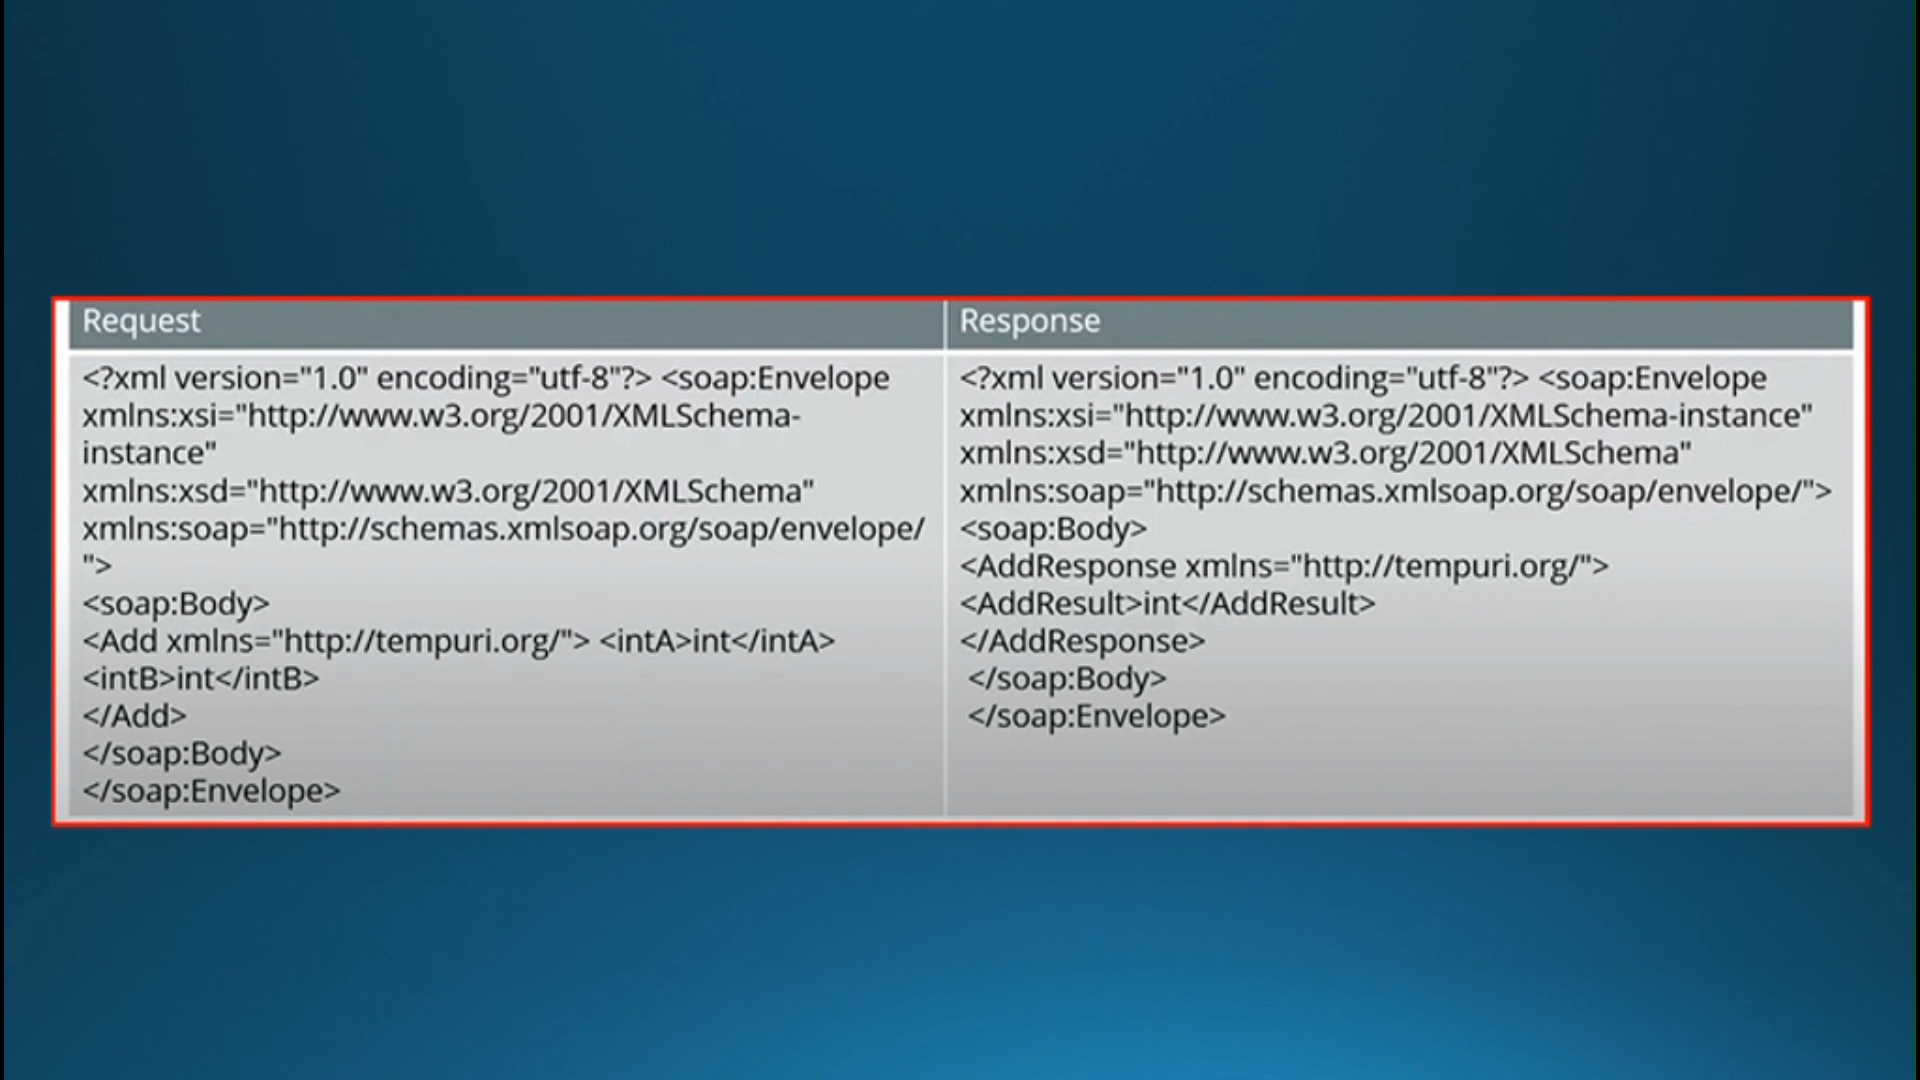 Request
<?xml version="1.0" encoding="utf-8"?> <soap:Envelope
xmlns:xsi="http://www.w3.org/2001/XMLSchema-
instance"
xmlns:xsd="http://www.w3.org/2001/XMLSchema"
xmlns:soap="http://schemas.xmlsoap.org/soap/envelope/
">
<soap:Body>
<Add xmlns="http://tempuri.org/"> <intA>int</intA>
<intB>int</intB>
</Add>
</soap:Body>
</soap:Envelope>
Response
<?xml version="1.0" encoding="utf-8"?> <soap:Envelope
xmlns:xsi="http://www.w3.org/2001/XMLSchema-instance"
xmlns:xsd="http://www.w3.org/2001/XMLSchema"
xmlns:soap="http://schemas.xmlsoap.org/soap/envelope/">
<soap:Body>
<AddResponse xmlns="http://tempuri.org/">
<AddResult>int</AddResult>
</AddResponse>
</soap:Body>
</soap:Envelope>